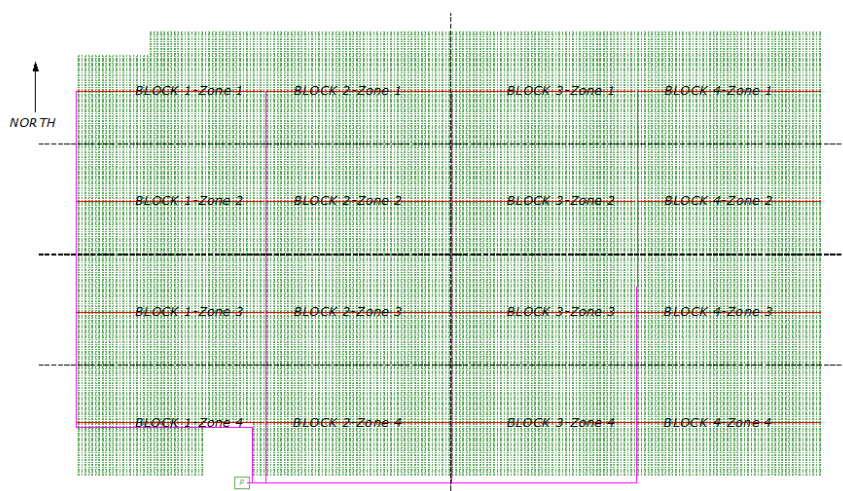 BLOCK 1-Zone 1 BLOCK 2-Zone 1 BLOCK 3-Zone 1 BLOCK 4-Zone 1
NORTH
BLOCK 1-Zone 2 BLOCK 2-Zone 2 BLOCK 3-Zone 2 BLOCK 4-Zone 2
BLOCK 1-Zone 3 BLOCK 2-Zone 3 BLOCK 3-Zone 3 BLOCK 4-Zone 3
BLOCK 1-Zone 4 BLOCK 2-Zone 4 BLOCK 3-Zone 4 BLOCK 4-Zone 4
P